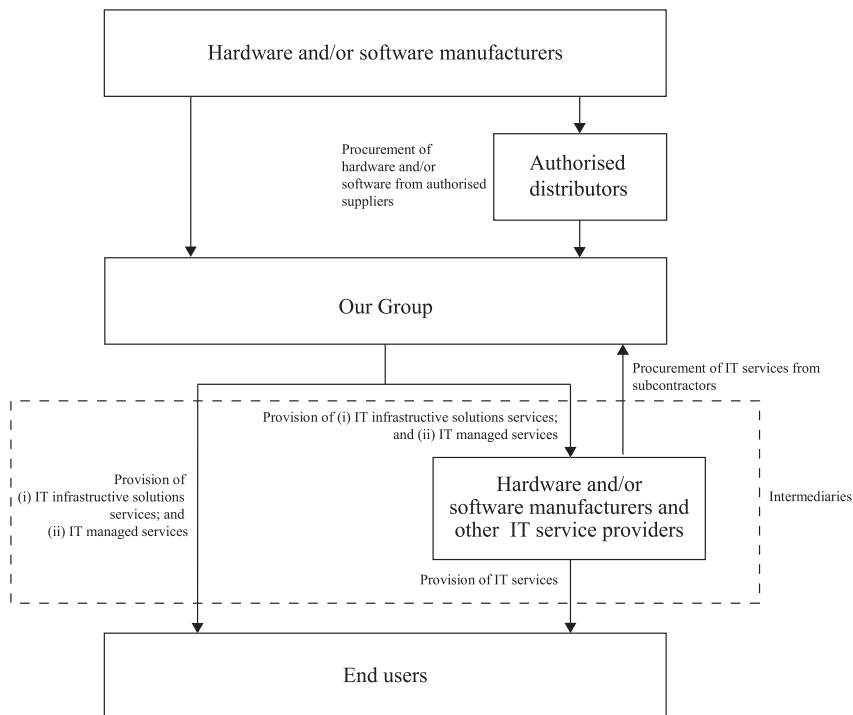 Hardware and/or software manufacturers
Procurement of
hardware and/or
software from authorised
suppliers
Authorised
distributors
Our Group
Procurement of IT services from
subcontractors
Provision of (i) IT infrastructive solutions services;
and (ii) IT managed services
Provision of
(i) IT infrastructive solutions
services; and
(ii) IT managed services
Hardware and/or
software manufacturers and
other IT service providers
Intermediaries
Provision of IT services
End users